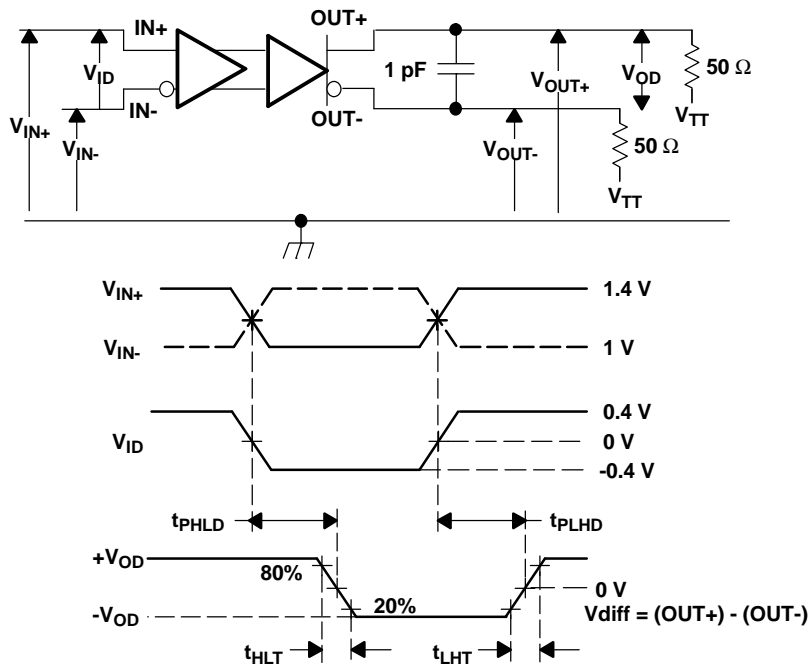 IN+
OUT+
V_ID
1 pF
V_OUT+
V_OD
50 Ω
V_TT
IN-
OUT-
V_IN+
V_IN-
V_OUT-
50 Ω
V_TT
V_IN+
1.4 V
V_IN-
1 V
0.4 V
V_ID
0 V
-0.4 V
t_PHLD
t_PLHD
+V_OD
80%
0 V
20%
Vdiff = (OUT+) - (OUT-)
-V_OD
t_HLT
t_LHT